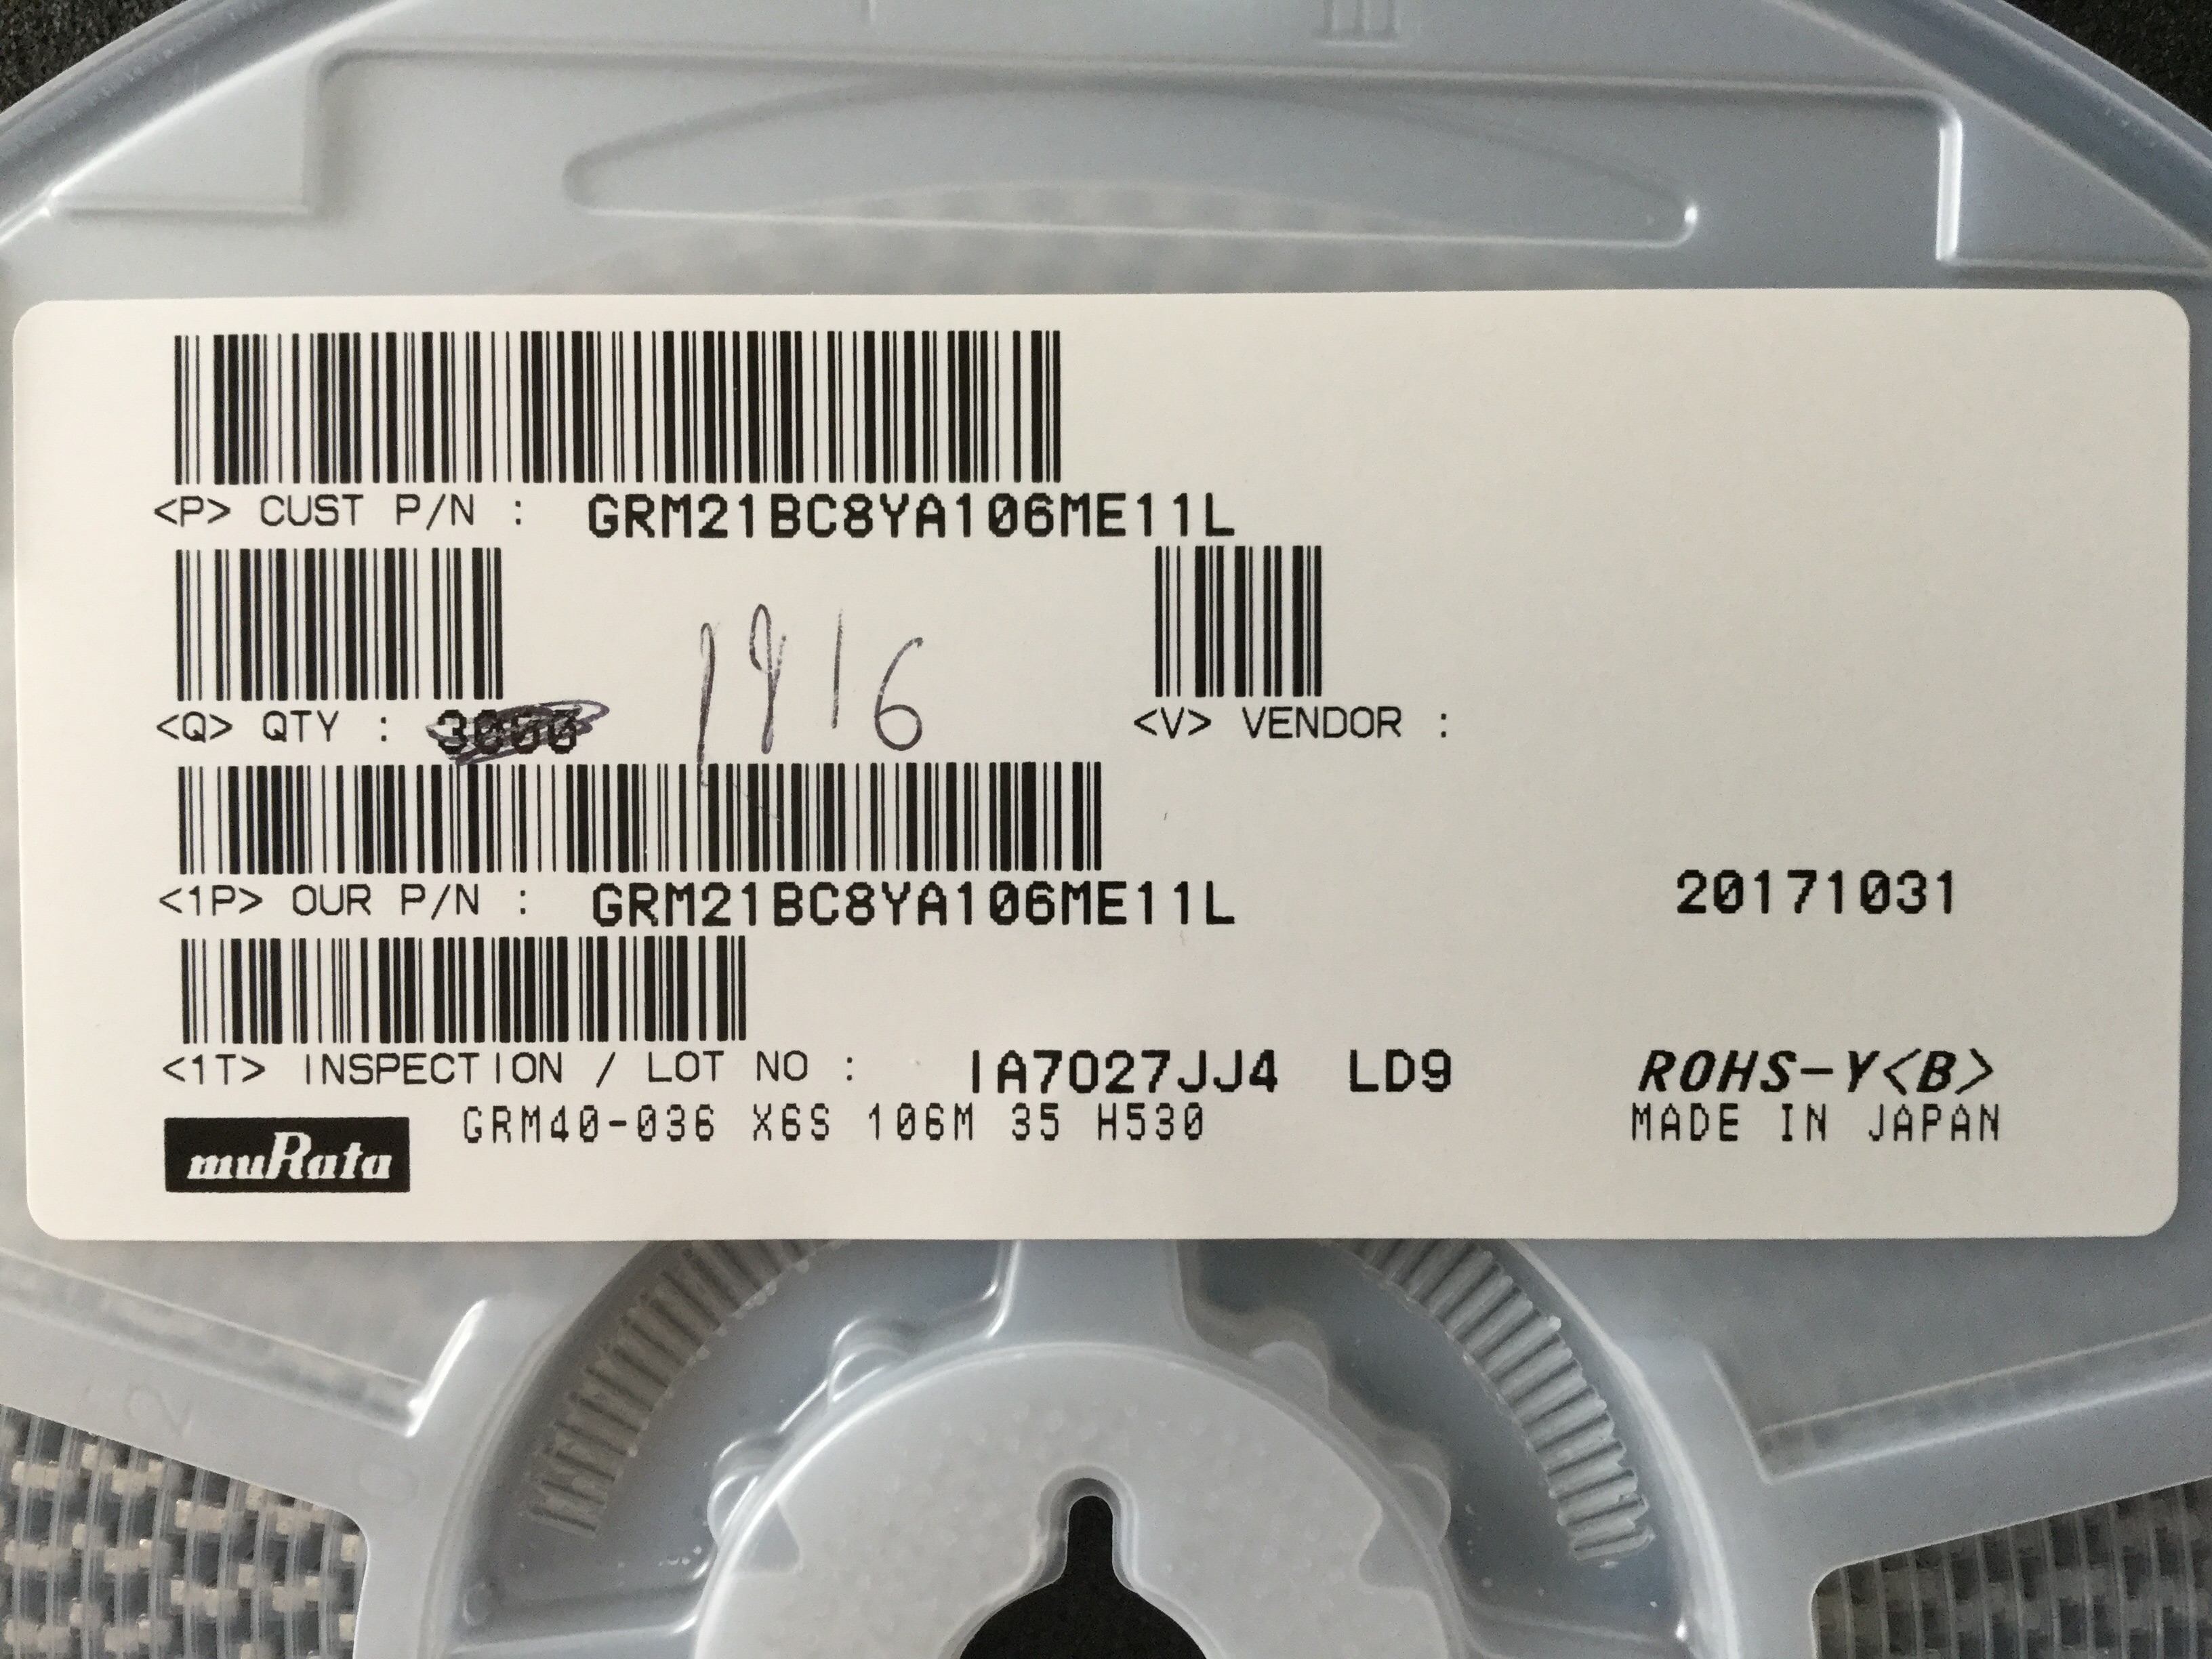 <P> CUST P/N : GRM21BC8YA106ME11L
1816
<Q> QTY : 3000
<V> VENDOR :
<1P> OUR P/N : GRM21BC8YA106ME11L
20171031
<1T> INSPECTION / LOT NO : IA7027JJ4 LD9
ROHS-Y<B>
GRM40-036 X6S 106M 35 H530
MADE IN JAPAN
muRata